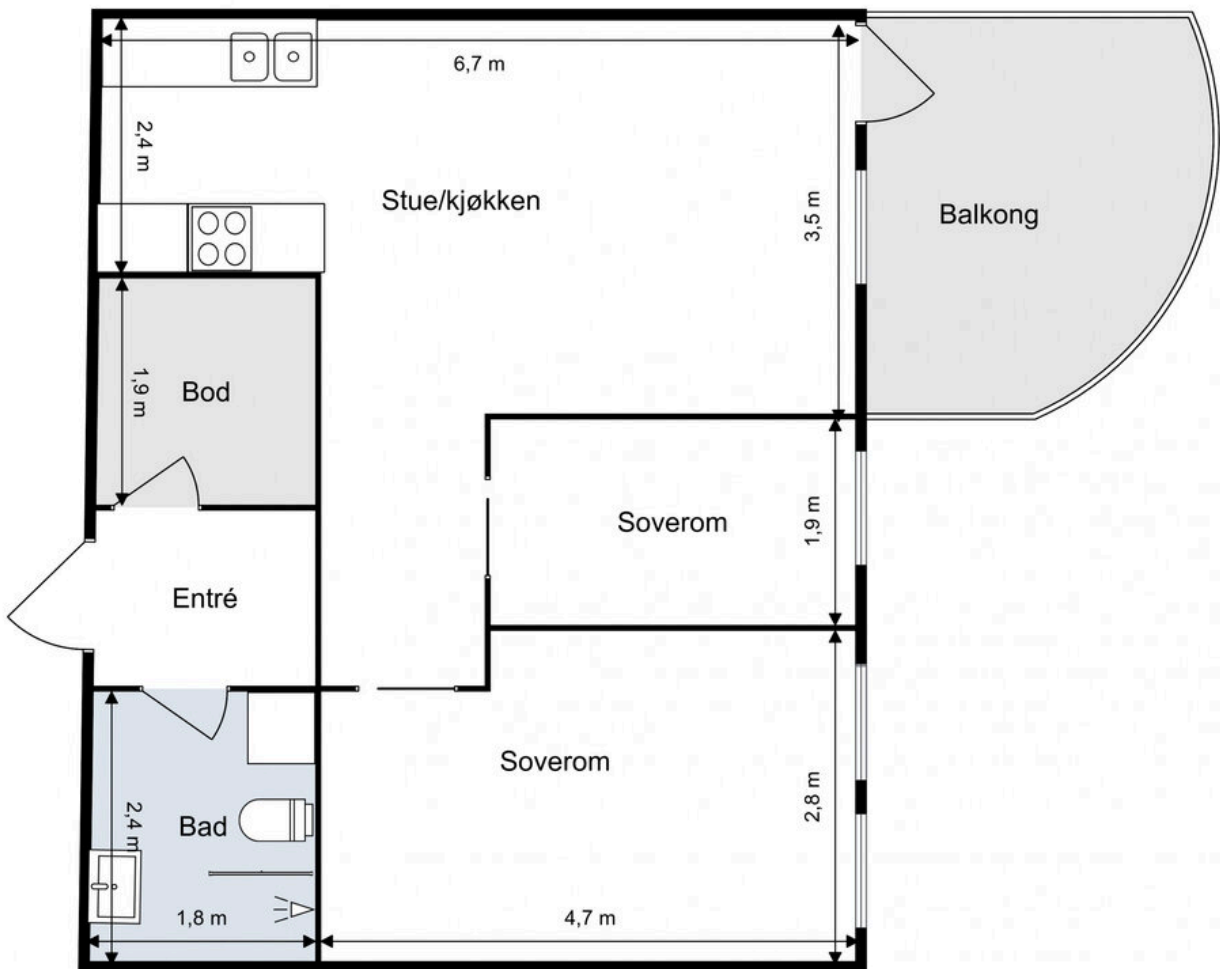 6,7 m
2,4 m
Stue/kjøkken
3,5 m
Balkong
1,9 m
Bod
Soverom
1,9 m
Entré
Soverom
2,8 m
2,4 m
Bad
1,8 m
4,7 m